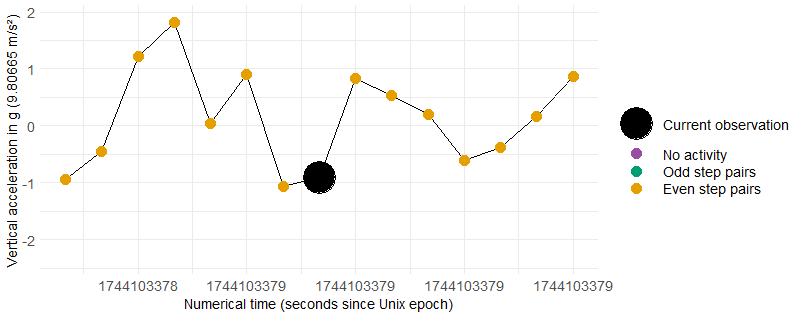 Vertical acceleration in g (9.80665 m/s²)
2
1
0
-1
-2
1744103378 1744103379 1744103379 1744103379 1744103379
Numerical time (seconds since Unix epoch)
Current observation
No activity
Odd step pairs
Even step pairs